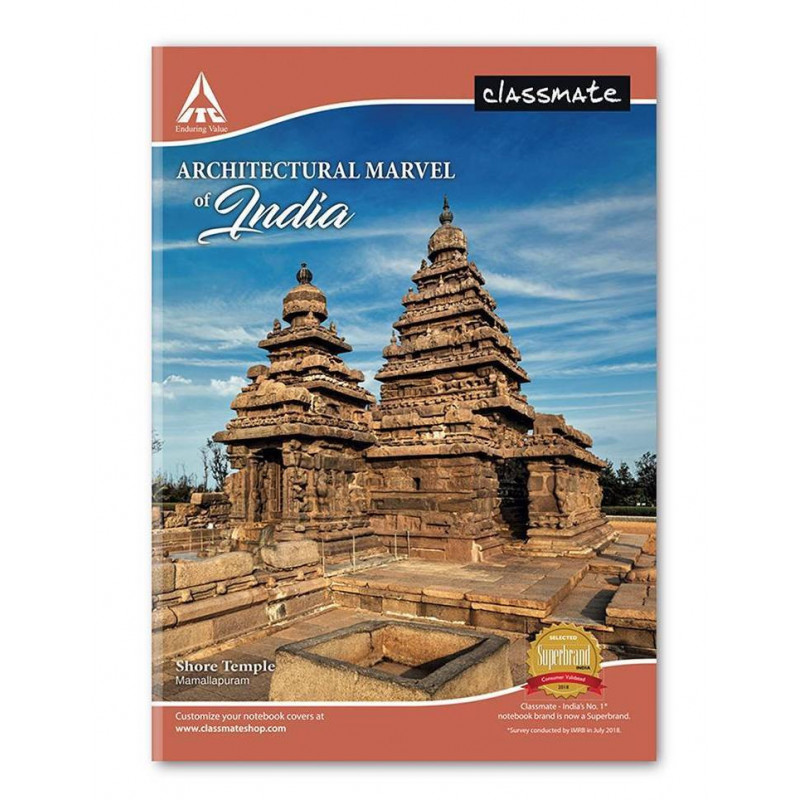 ITC
Enduring Value
classmate
ARCHITECTURAL MARVEL
of India
Shore Temple
Mamallapuram
SELECTED
Superbrand
INDIA
Consumer Validated
2018
Customize your notebook covers at
www.classmateshop.com
Classmate - India's No. 1*
notebook brand is now a Superbrand.
*Survey conducted by IMRB in July 2018.